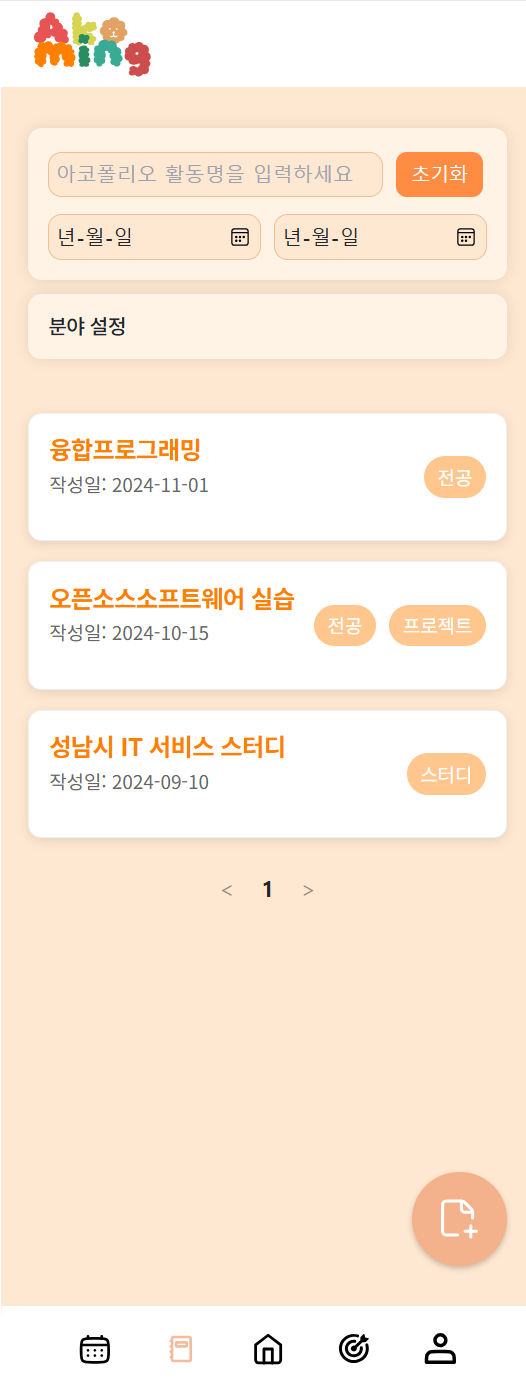 Ako
ming
아코폴리오 활동명을 입력하세요
초기화
년-월-일
년-월-일
분야 설정
융합프로그래밍
작성일: 2024-11-01
전공
오픈소스소프트웨어 실습
작성일: 2024-10-15
전공
프로젝트
성남시 IT 서비스 스터디
작성일: 2024-09-10
스터디
< 1 >